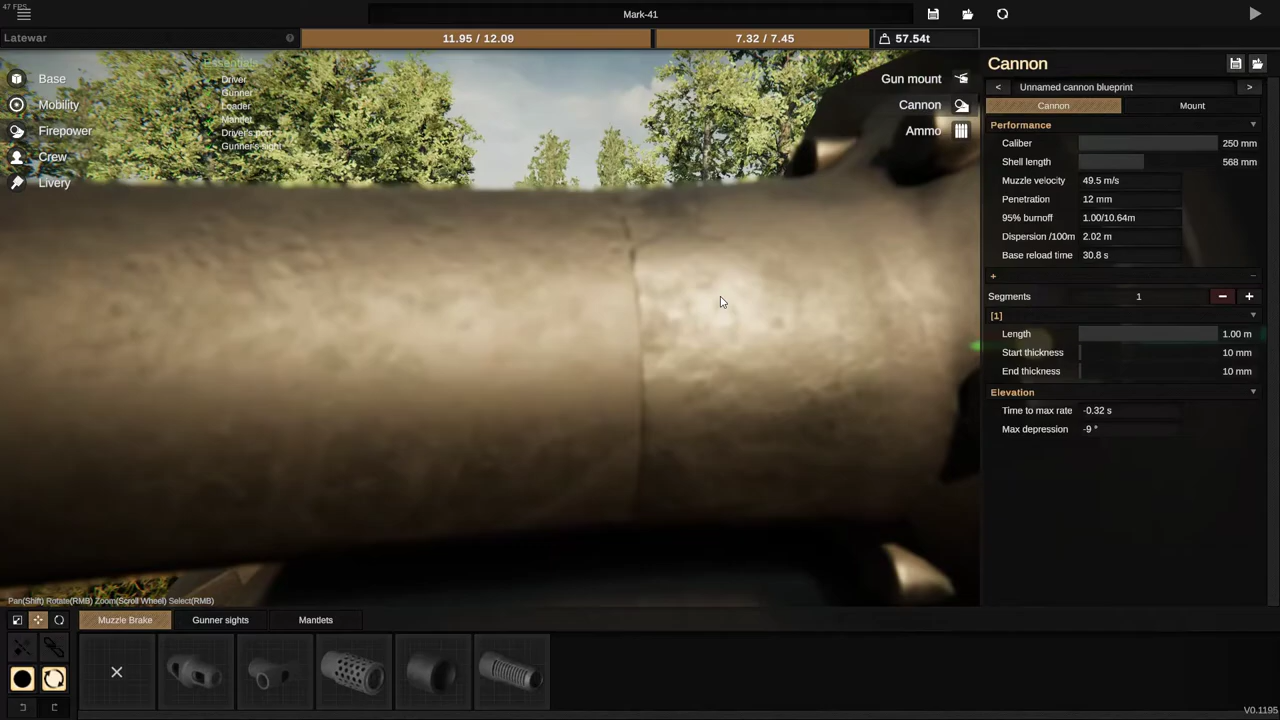 47 FPS
Mark-41
Latewar
11.95 / 12.09
7.32 / 7.45
57.54t
Base
Mobility
Firepower
Crew
Livery
Essentials
Driver
Gunner
Loader
Mantlet
Driver's port
Gunner's sight
Gun mount
Cannon
Ammo
Cannon
< Unnamed cannon blueprint >
Cannon Mount
Performance
Caliber 250 mm
Shell length 568 mm
Muzzle velocity 49.5 m/s
Penetration 12 mm
95% burnoff 1.00/10.64m
Dispersion /100m 2.02 m
Base reload time 30.8 s
+ −
Segments 1 − +
[1]
Length 1.00 m
Start thickness 10 mm
End thickness 10 mm
Elevation
Time to max rate -0.32 s
Max depression -9 °
Pan(Shift) Rotate(RMB) Zoom(Scroll Wheel) Select(RMB)
Muzzle Brake Gunner sights Mantlets
V0.1195